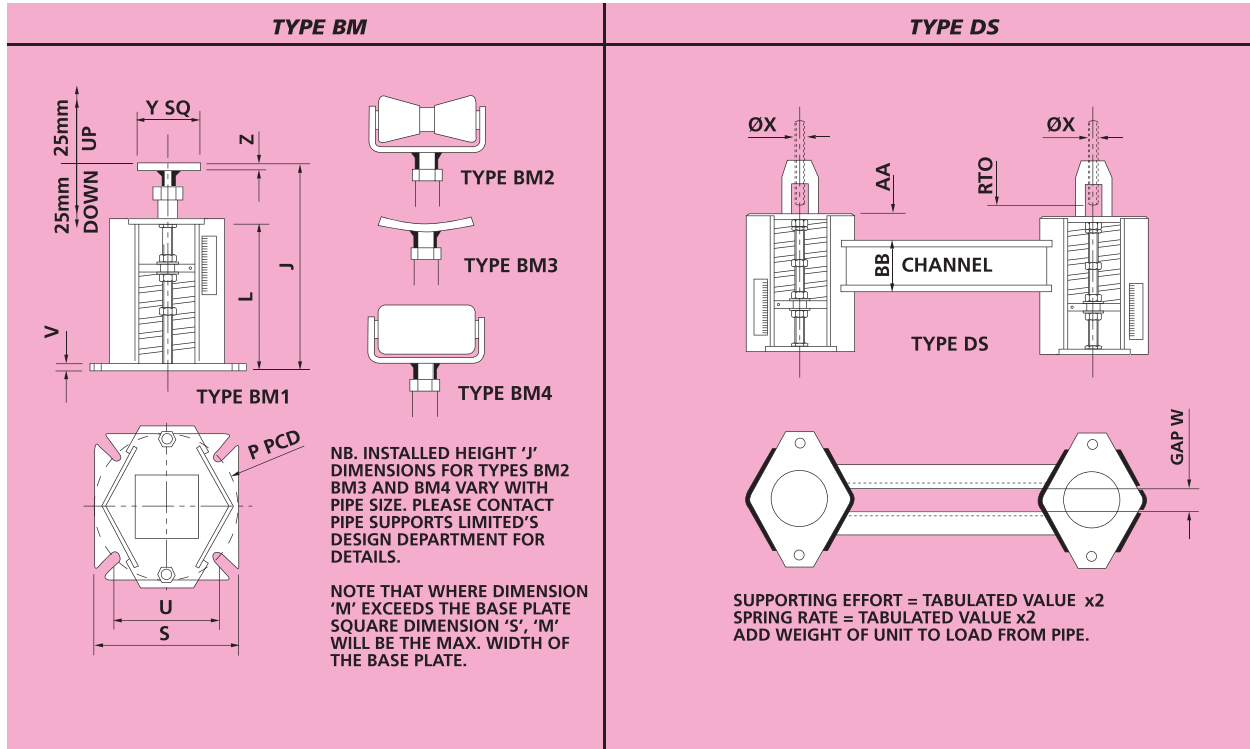 TYPE BM
25mm
UP
25mm
DOWN
Y SQ
Z
J
L
V
TYPE BM1
TYPE BM2
TYPE BM3
TYPE BM4
P PCD
U
S
NB. INSTALLED HEIGHT ‘J’
DIMENSIONS FOR TYPES BM2
BM3 AND BM4 VARY WITH
PIPE SIZE. PLEASE CONTACT
PIPE SUPPORTS LIMITED’S
DESIGN DEPARTMENT FOR
DETAILS.
NOTE THAT WHERE DIMENSION
‘M’ EXCEEDS THE BASE PLATE
SQUARE DIMENSION ‘S’, ‘M’
WILL BE THE MAX. WIDTH OF
THE BASE PLATE.
TYPE DS
ØX
ØX
AA
RTO
BB
CHANNEL
TYPE DS
GAP W
SUPPORTING EFFORT = TABULATED VALUE x2
SPRING RATE = TABULATED VALUE x2
ADD WEIGHT OF UNIT TO LOAD FROM PIPE.